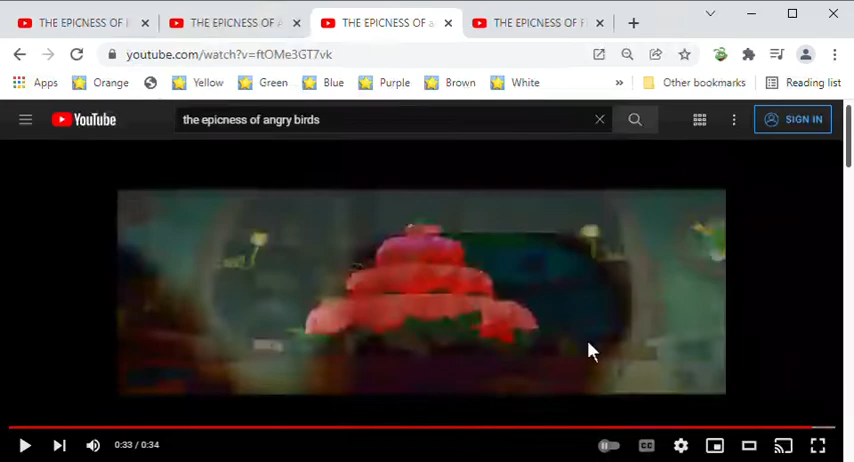 THE EPICNESS OF
THE EPICNESS OF
THE EPICNESS OF a
THE EPICNESS OF
youtube.com/watch?v=ftOMe3GT7vk
Apps Orange Yellow Green Blue Purple Brown White » Other bookmarks Reading list
YouTube
the epicness of angry birds
SIGN IN
0:33 / 0:34
CC